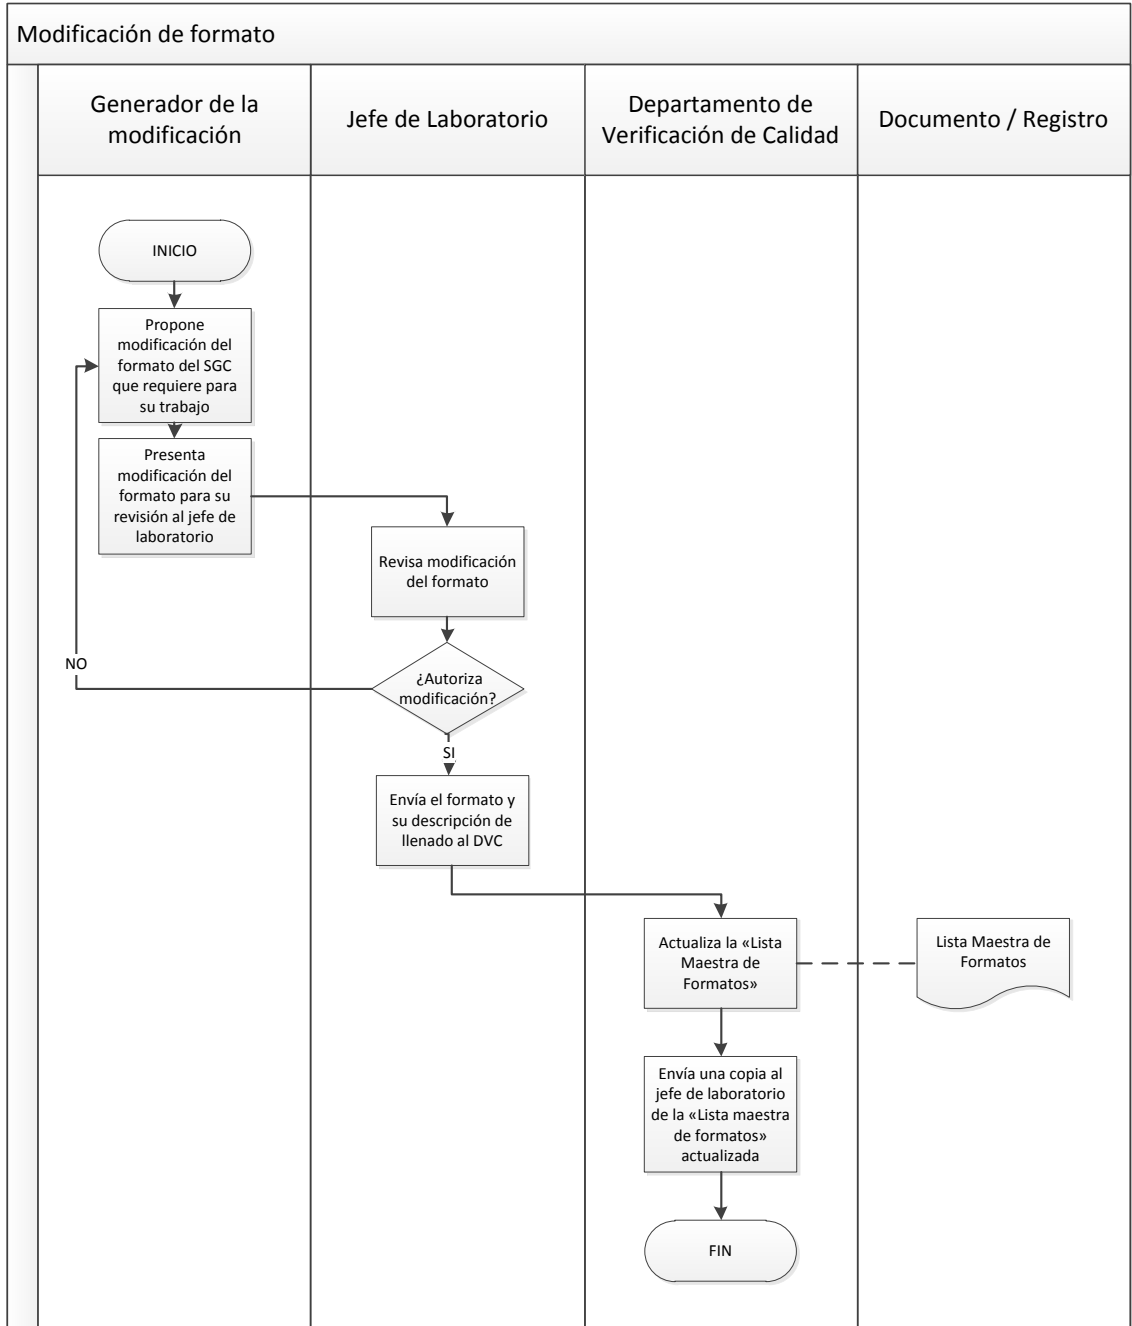 Modificación de formato
Generador de la
modificación
Jefe de Laboratorio
Departamento de
Verificación de Calidad
Documento / Registro
INICIO
Propone
modificación del
formato del SGC
que requiere para
su trabajo
Presenta
modificación del
formato para su
revisión al jefe de
laboratorio
Revisa modificación
del formato
¿Autoriza
modificación?
NO
SI
Envía el formato y
su descripción de
llenado al DVC
Actualiza la «Lista
Maestra de
Formatos»
Lista Maestra de
Formatos
Envía una copia al
jefe de laboratorio
de la «Lista maestra
de formatos»
actualizada
FIN